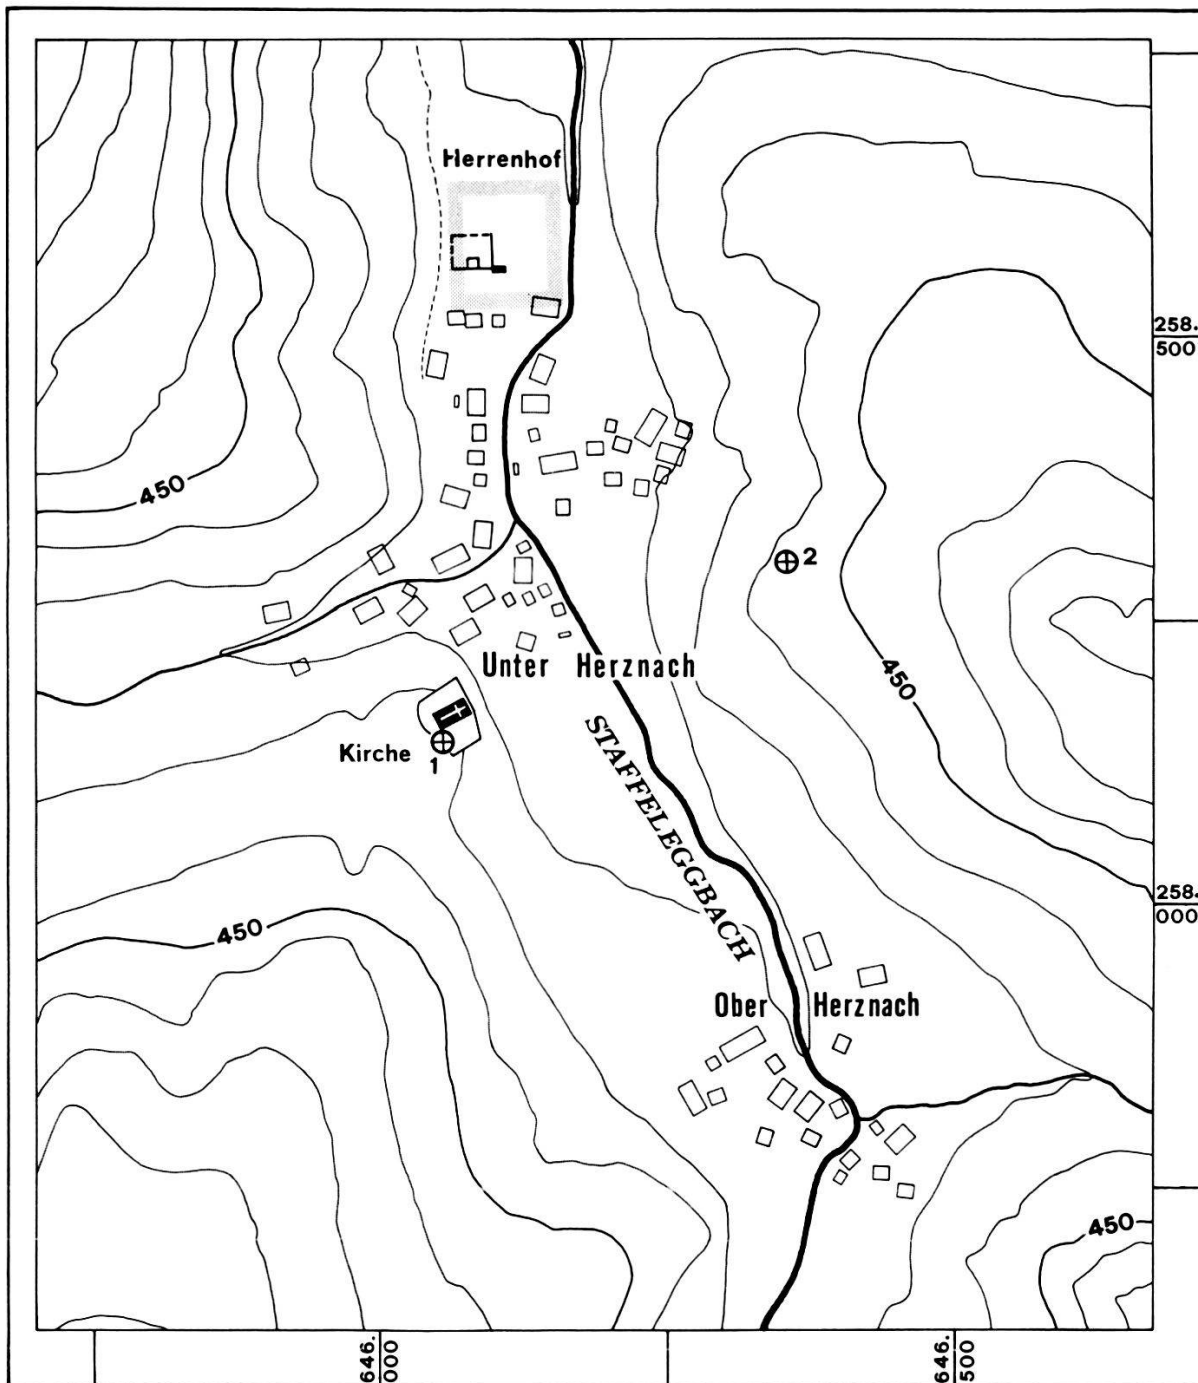 Herrenhof
258.
500
450
2
Unter Herznach
450
Kirche
1
STAFFELEGGBACH
258.
000
450
Ober Herznach
450
646.
000
646.
500